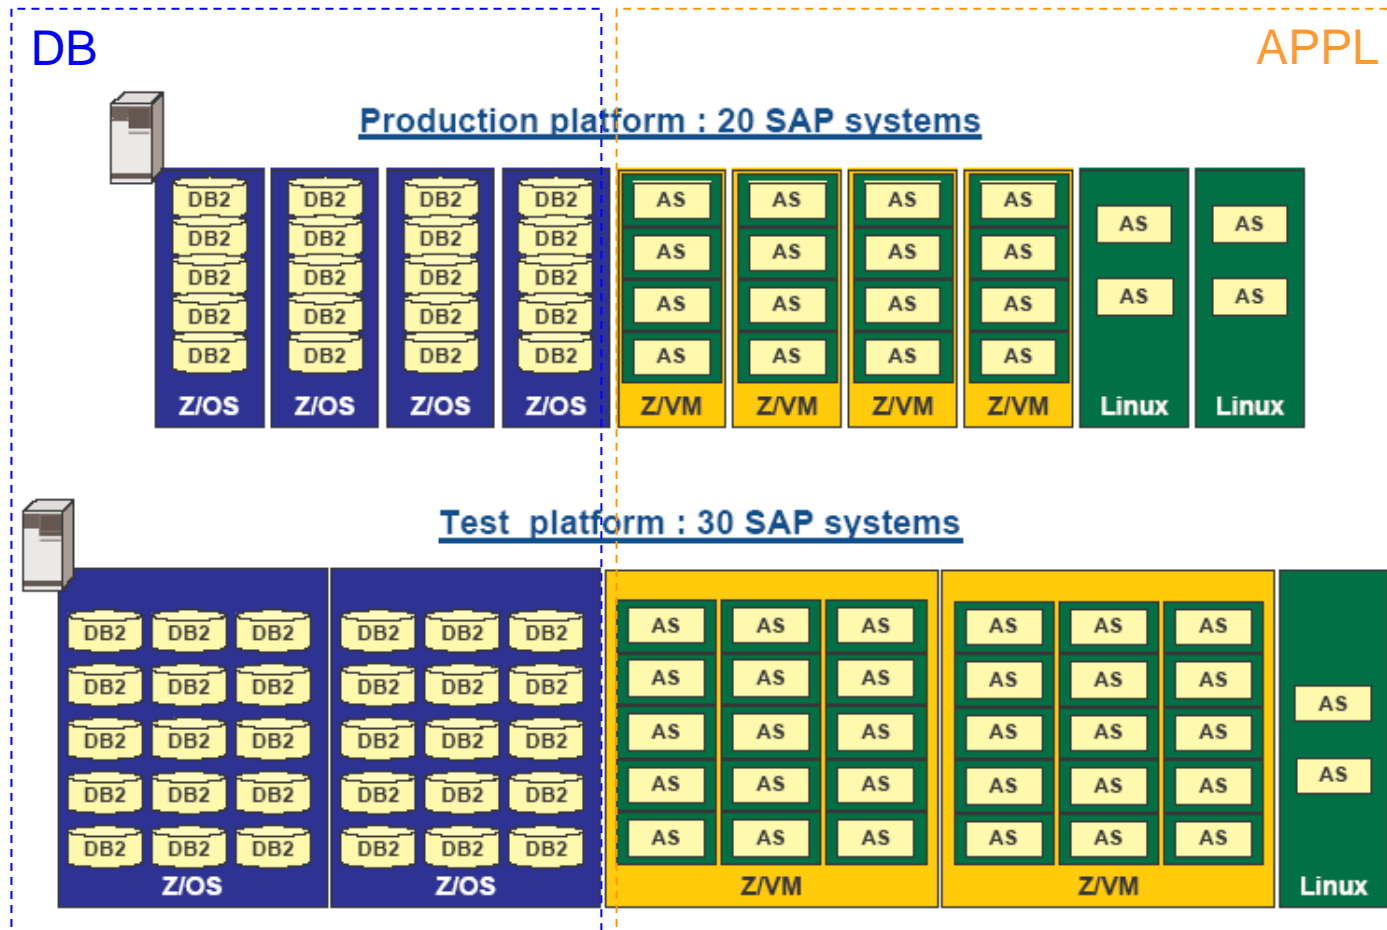 DB APPL
Production platform : 20 SAP systems
DB2 DB2 DB2 DB2 AS AS AS AS AS AS
DB2 DB2 DB2 DB2 AS AS AS AS
DB2 DB2 DB2 DB2 AS AS AS AS AS AS
DB2 DB2 DB2 DB2
DB2 DB2 DB2 DB2 AS AS AS AS
Z/OS Z/OS Z/OS Z/OS Z/VM Z/VM Z/VM Z/VM Linux Linux
Test platform : 30 SAP systems
DB2 DB2 DB2 DB2 DB2 DB2 AS AS AS AS AS AS
DB2 DB2 DB2 DB2 DB2 DB2 AS AS AS AS AS AS
AS
DB2 DB2 DB2 DB2 DB2 DB2 AS AS AS AS AS AS
AS
DB2 DB2 DB2 DB2 DB2 DB2 AS AS AS AS AS AS
DB2 DB2 DB2 DB2 DB2 DB2 AS AS AS AS AS AS
Z/OS Z/OS Z/VM Z/VM Linux